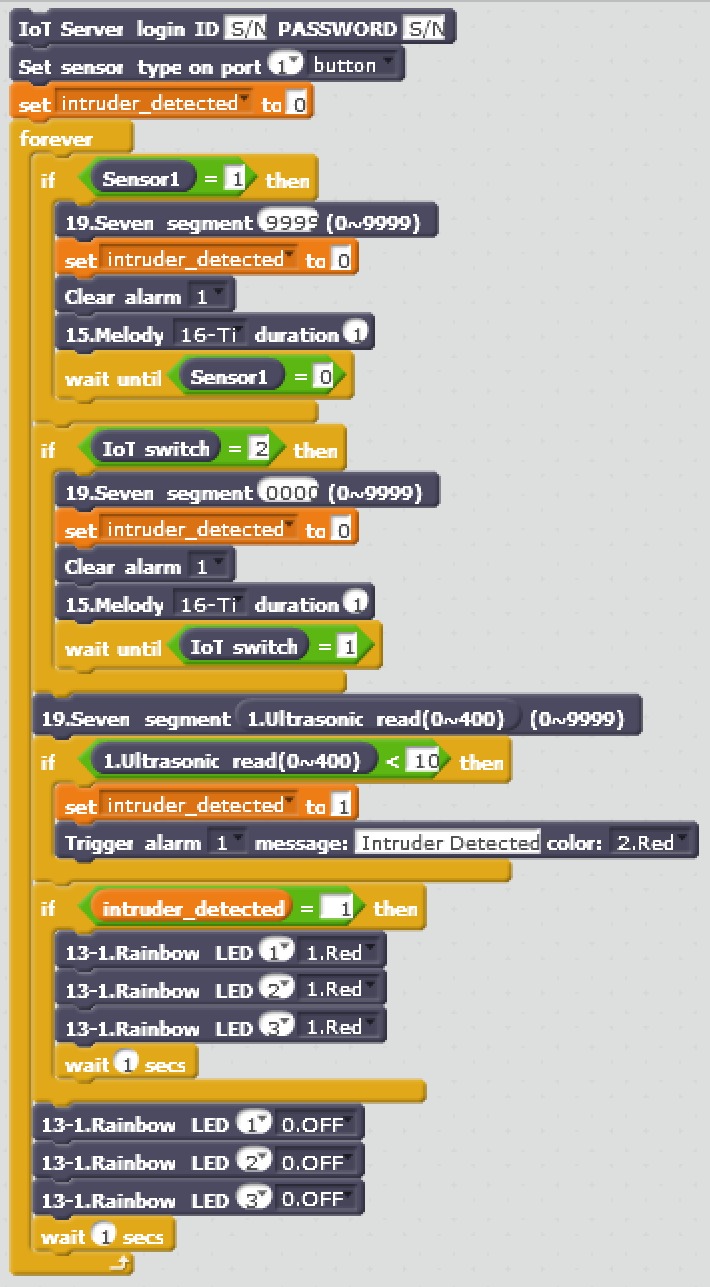 IoT Server login ID S/N PASSWORD S/N
Set sensor type on port 1 button
set intruder_detected to 0
forever
if Sensor1 = 1 then
19.Seven segment 9999 (0~9999)
set intruder_detected to 0
Clear alarm 1
15.Melody 16-Ti duration 1
wait until Sensor1 = 0
if IoT switch = 2 then
19.Seven segment 0000 (0~9999)
set intruder_detected to 0
Clear alarm 1
15.Melody 16-Ti duration 1
wait until IoT switch = 1
19.Seven segment 1.Ultrasonic read(0~400) (0~9999)
if 1.Ultrasonic read(0~400) < 10 then
set intruder_detected to 1
Trigger alarm 1 message: Intruder Detected color: 2.Red
if intruder_detected = 1 then
13-1.Rainbow LED 1 1.Red
13-1.Rainbow LED 2 1.Red
13-1.Rainbow LED 3 1.Red
wait 1 secs
13-1.Rainbow LED 1 0.OFF
13-1.Rainbow LED 2 0.OFF
13-1.Rainbow LED 3 0.OFF
wait 1 secs